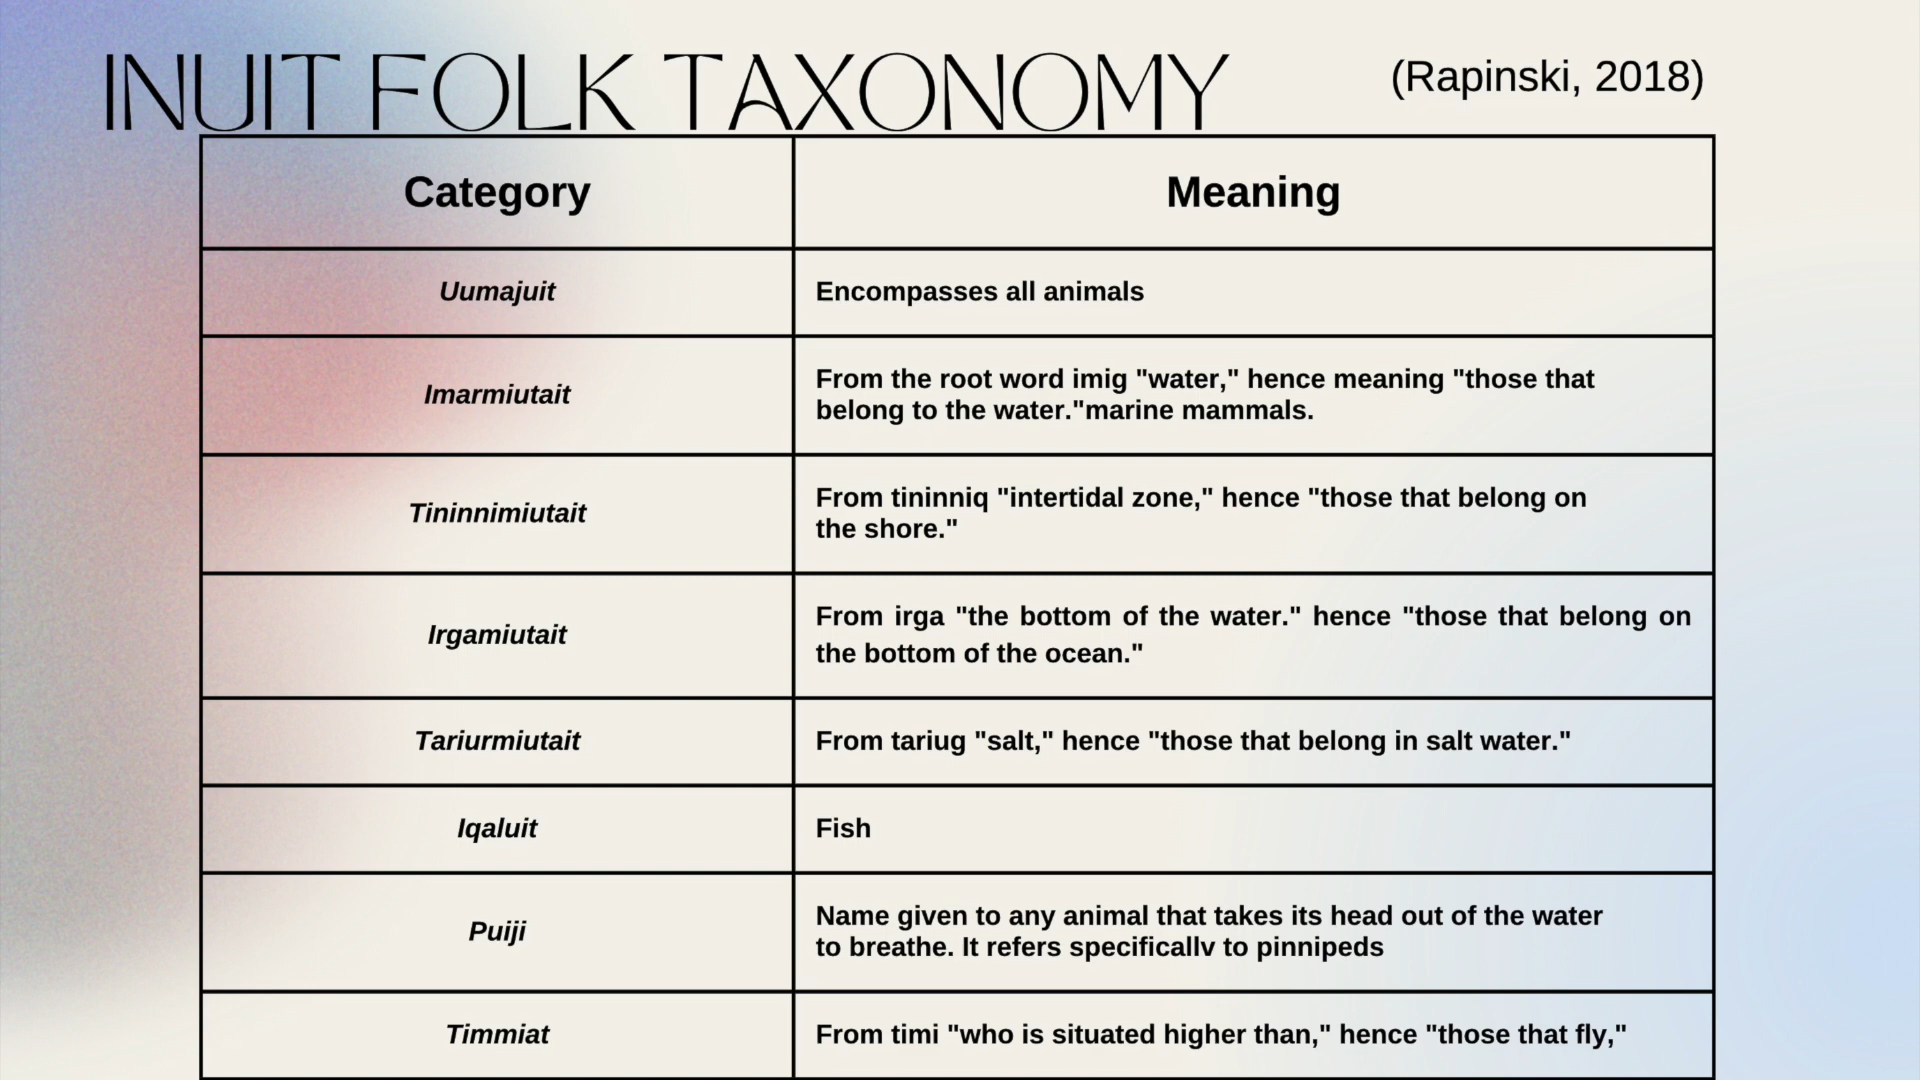 INUIT FOLK TAXONOMY
(Rapinski, 2018)
Category
Meaning
Uumajuit
Encompasses all animals
Imarmiutait
From the root word imig "water," hence meaning "those that
belong to the water."marine mammals.
Tininnimiutait
From tininniq "intertidal zone," hence "those that belong on
the shore."
Irgamiutait
From irga "the bottom of the water." hence "those that belong on
the bottom of the ocean."
Tariurmiutait
From tariug "salt," hence "those that belong in salt water."
Iqaluit
Fish
Puiji
Name given to any animal that takes its head out of the water
to breathe. It refers specificallv to pinnipeds
Timmiat
From timi "who is situated higher than," hence "those that fly,"